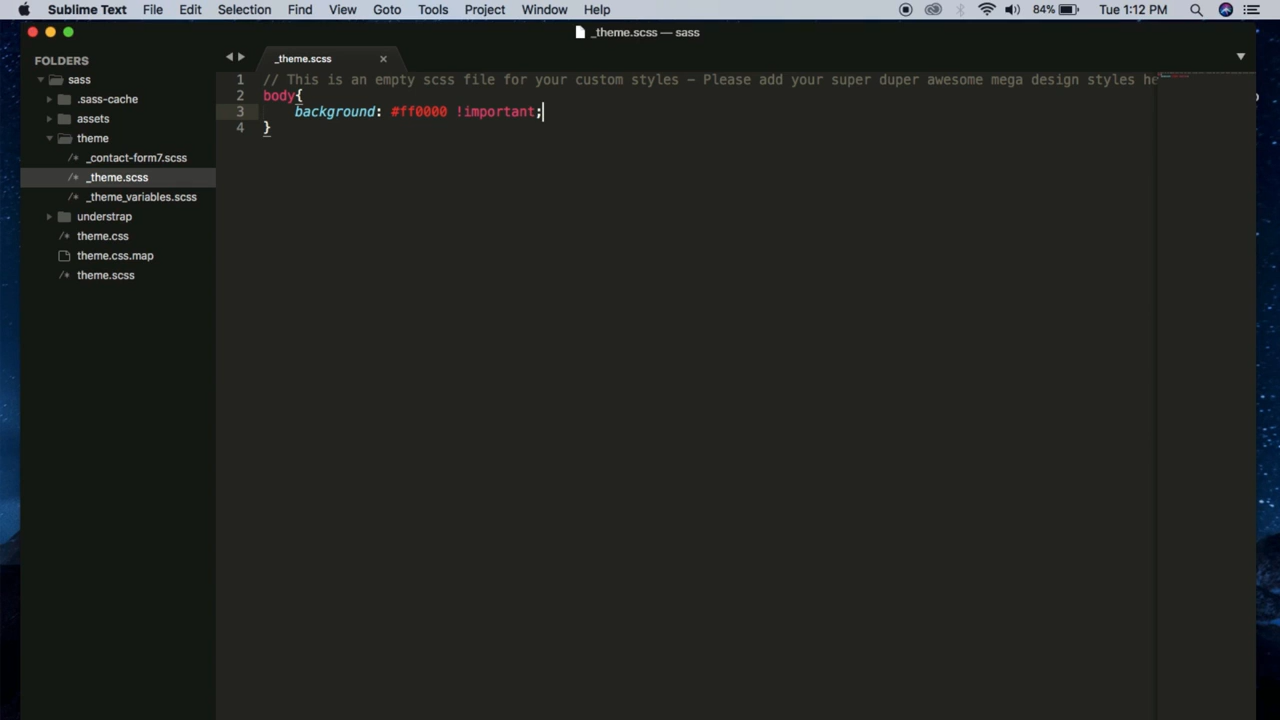 Sublime Text File Edit Selection Find View Goto Tools Project Window Help 84% Tue 1:12 PM
_theme.scss — sass
FOLDERS
sass
.sass-cache
assets
theme
_contact-form7.scss
_theme.scss
_theme_variables.scss
understrap
theme.css
theme.css.map
theme.scss
_theme.scss
1 // This is an empty scss file for your custom styles – Please add your super duper awesome mega design styles he
2 body{
3 background: #ff0000 !important;
4 }